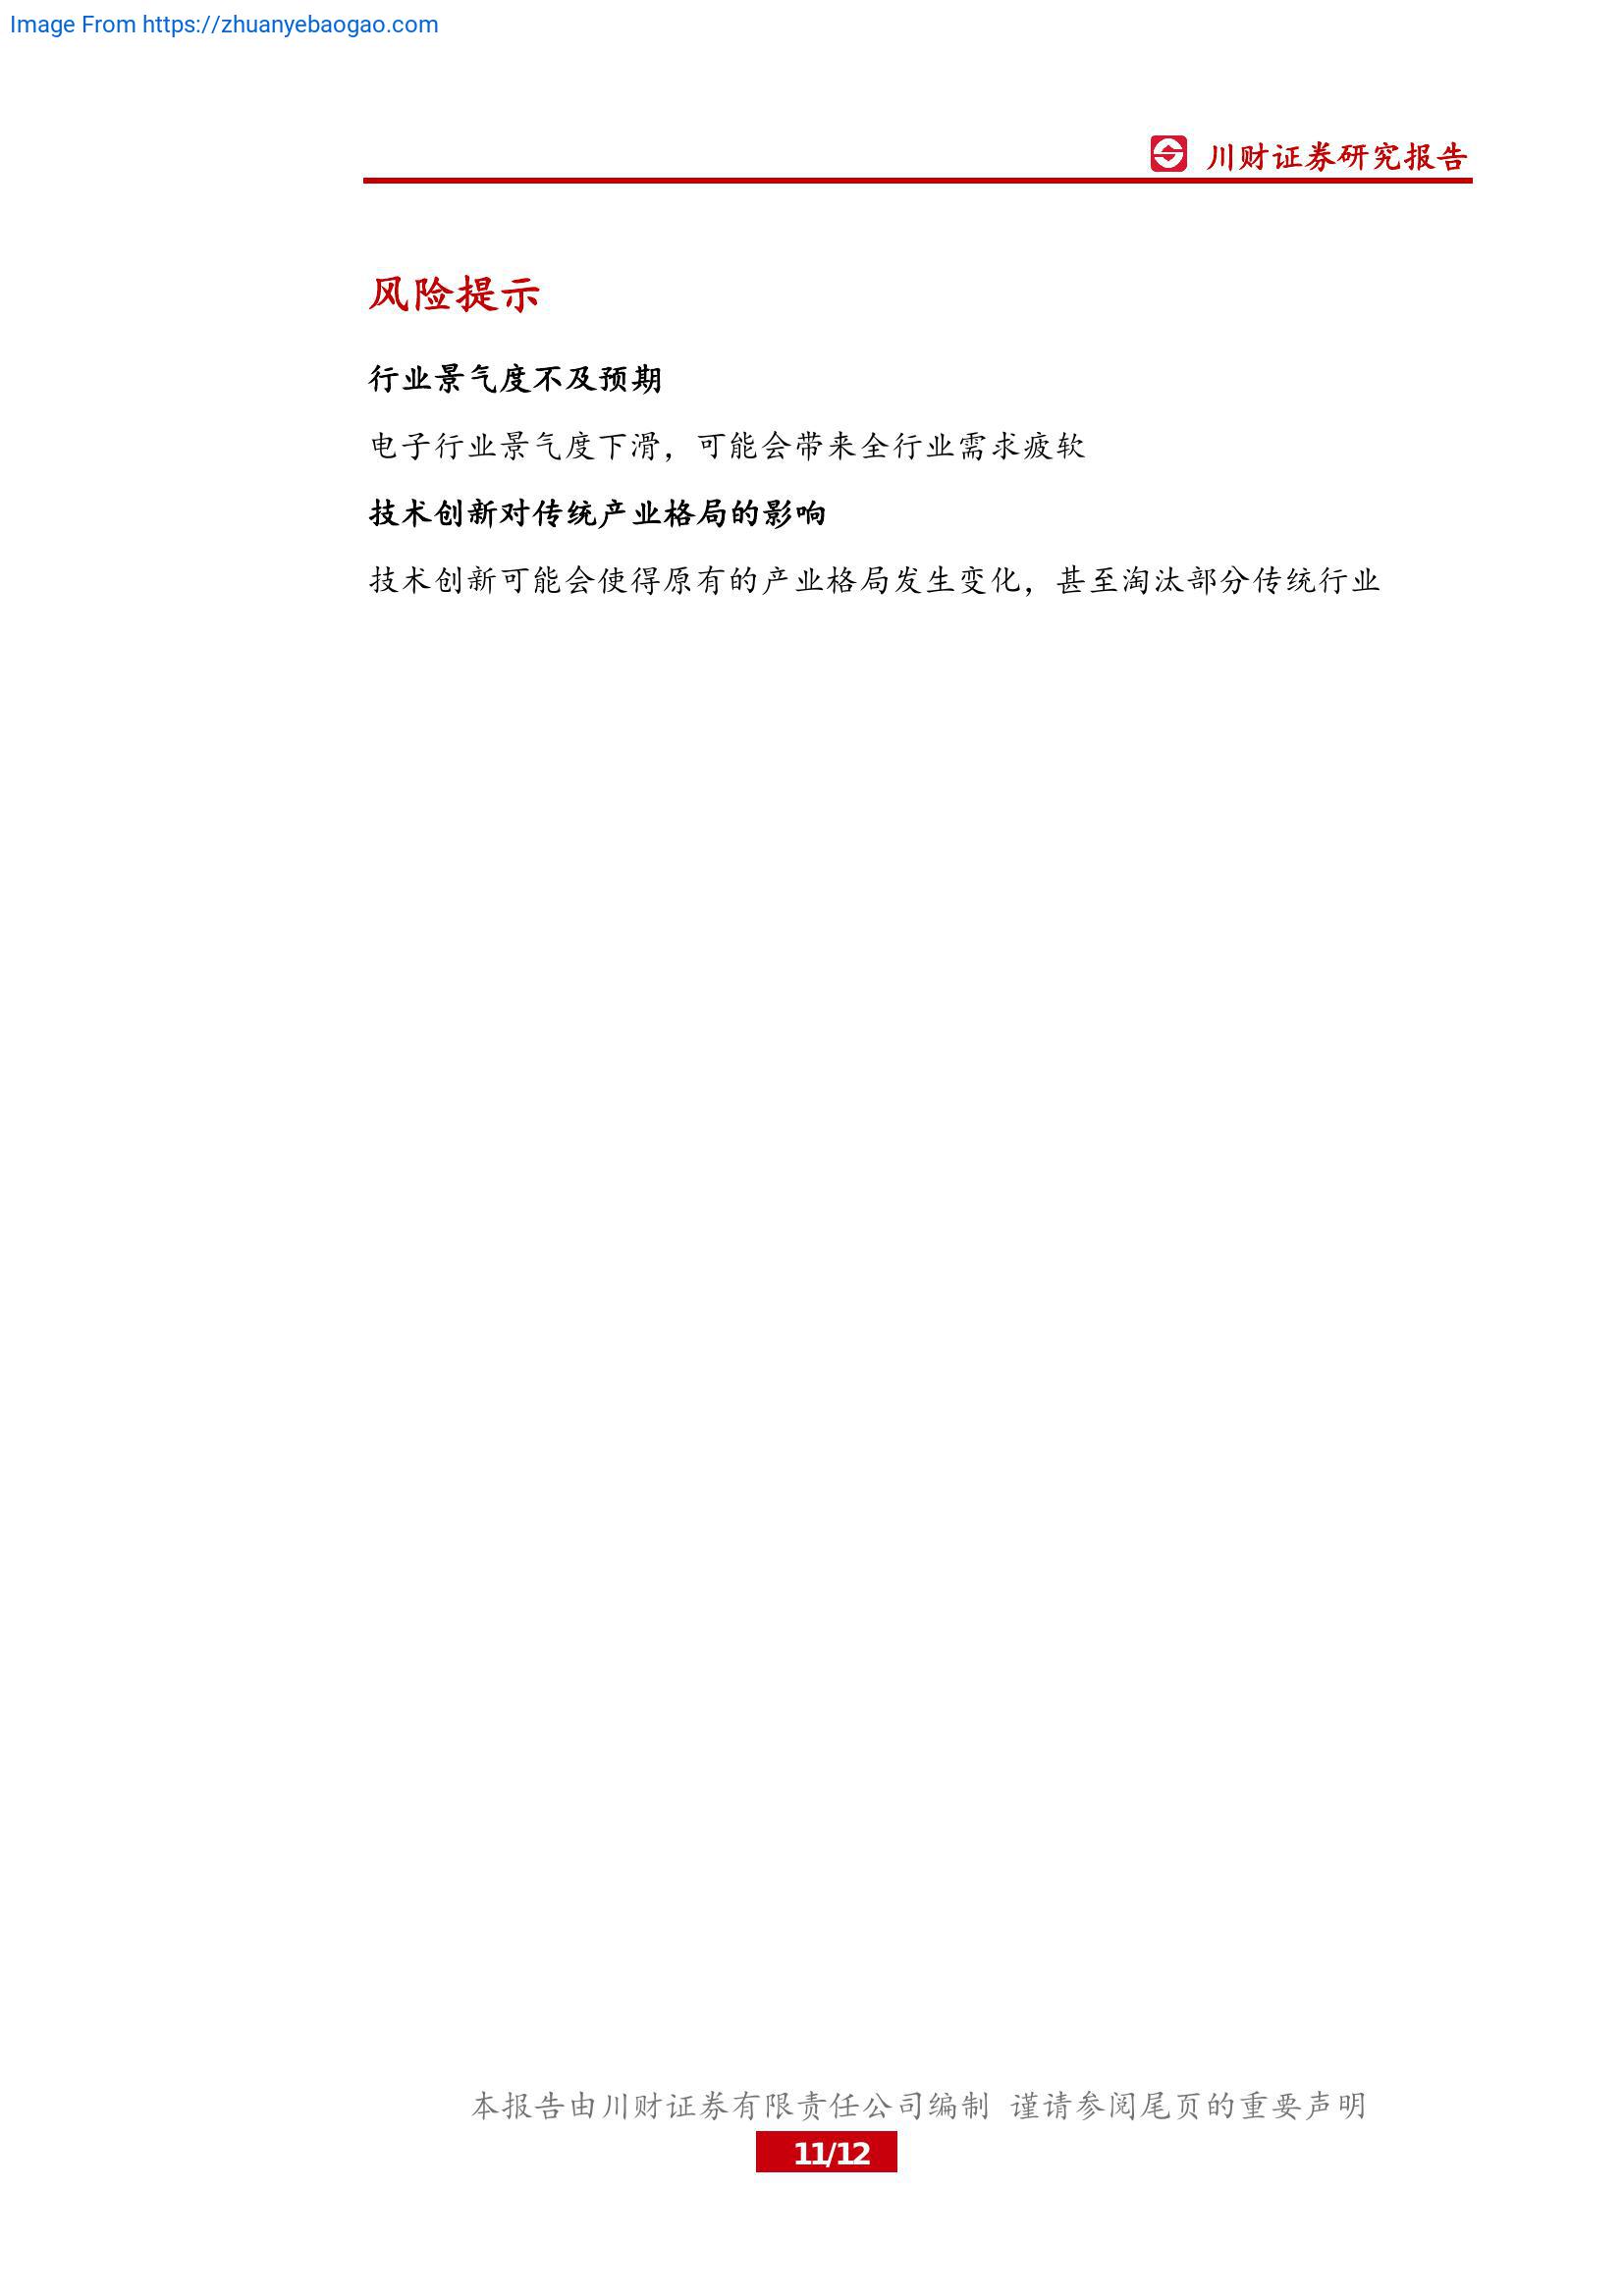 Image From https://zhuanyebaogao.com
川财证券研究报告
风险提示
行业景气度不及预期
电子行业景气度下滑，可能会带来全行业需求疲软
技术创新对传统产业格局的影响
技术创新可能会使得原有的产业格局发生变化，甚至淘汰部分传统行业
本报告由川财证券有限责任公司编制 谨请参阅尾页的重要声明
11/12